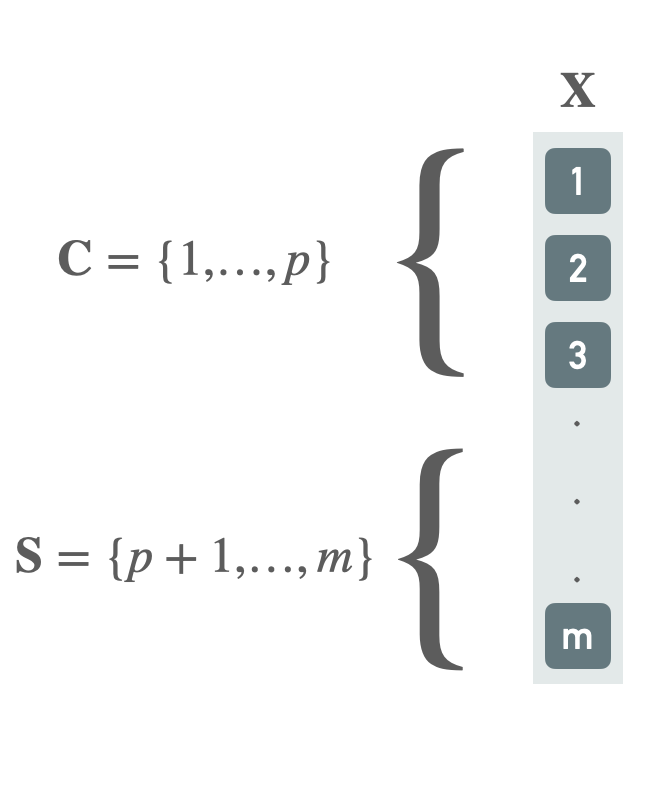 X
1
C = {1,…,p}
2
3
.
.
S = {p + 1,…,m}
.
m